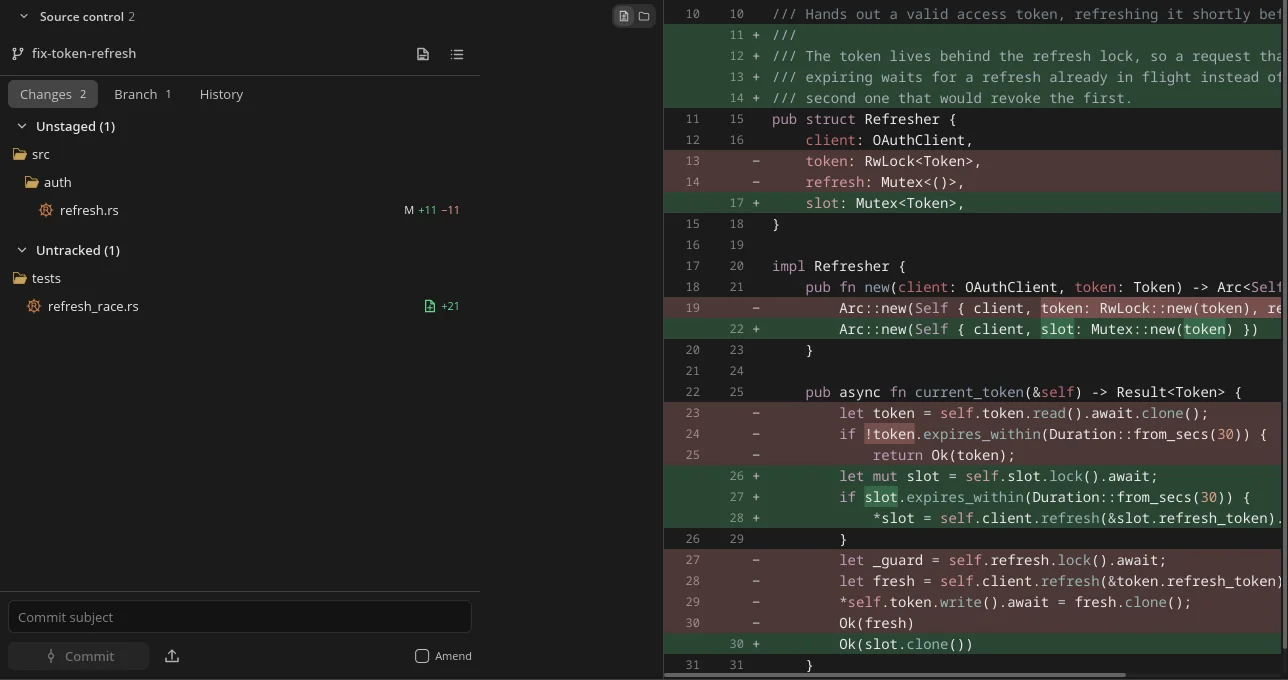 Source control 2
fix-token-refresh
Changes 2 Branch 1 History
Unstaged (1)
src
auth
refresh.rs M +11 −11
Untracked (1)
tests
refresh_race.rs +21
Commit subject
Commit Amend
10 10 /// Hands out a valid access token, refreshing it shortly bef
11 + ///
12 + /// The token lives behind the refresh lock, so a request tha
13 + /// expiring waits for a refresh already in flight instead of
14 + /// second one that would revoke the first.
11 15 pub struct Refresher {
12 16 client: OAuthClient,
13 − token: RwLock<Token>,
14 − refresh: Mutex<()>,
17 + slot: Mutex<Token>,
15 18 }
16 19
17 20 impl Refresher {
18 21 pub fn new(client: OAuthClient, token: Token) -> Arc<Self
19 − Arc::new(Self { client, token: RwLock::new(token), re
22 + Arc::new(Self { client, slot: Mutex::new(token) })
20 23 }
21 24
22 25 pub async fn current_token(&self) -> Result<Token> {
23 − let token = self.token.read().await.clone();
24 − if !token.expires_within(Duration::from_secs(30)) {
25 − return Ok(token);
26 + let mut slot = self.slot.lock().await;
27 + if slot.expires_within(Duration::from_secs(30)) {
28 + *slot = self.client.refresh(&slot.refresh_token).
26 29 }
27 − let _guard = self.refresh.lock().await;
28 − let fresh = self.client.refresh(&token.refresh_token)
29 − *self.token.write().await = fresh.clone();
30 − Ok(fresh)
30 + Ok(slot.clone())
31 31 }